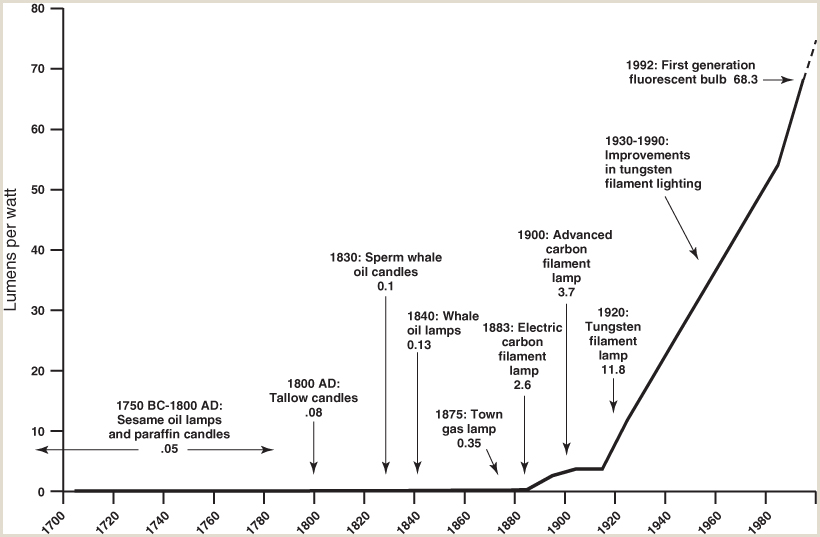 80
70
60
50
40
30
20
10
0
Lumens per watt
1750 BC-1800 AD:
Sesame oil lamps
and paraffin candles
.05
1800 AD:
Tallow candles
.08
1830: Sperm whale
oil candles
0.1
1840: Whale
oil lamps
0.13
1875: Town
gas lamp
0.35
1883: Electric
carbon
filament
lamp
2.6
1900: Advanced
carbon
filament
lamp
3.7
1920:
Tungsten
filament
lamp
11.8
1930-1990:
Improvements
in tungsten
filament lighting
1992: First generation
fluorescent bulb 68.3
1700
1720
1740
1760
1780
1800
1820
1840
1860
1880
1900
1920
1940
1960
1980